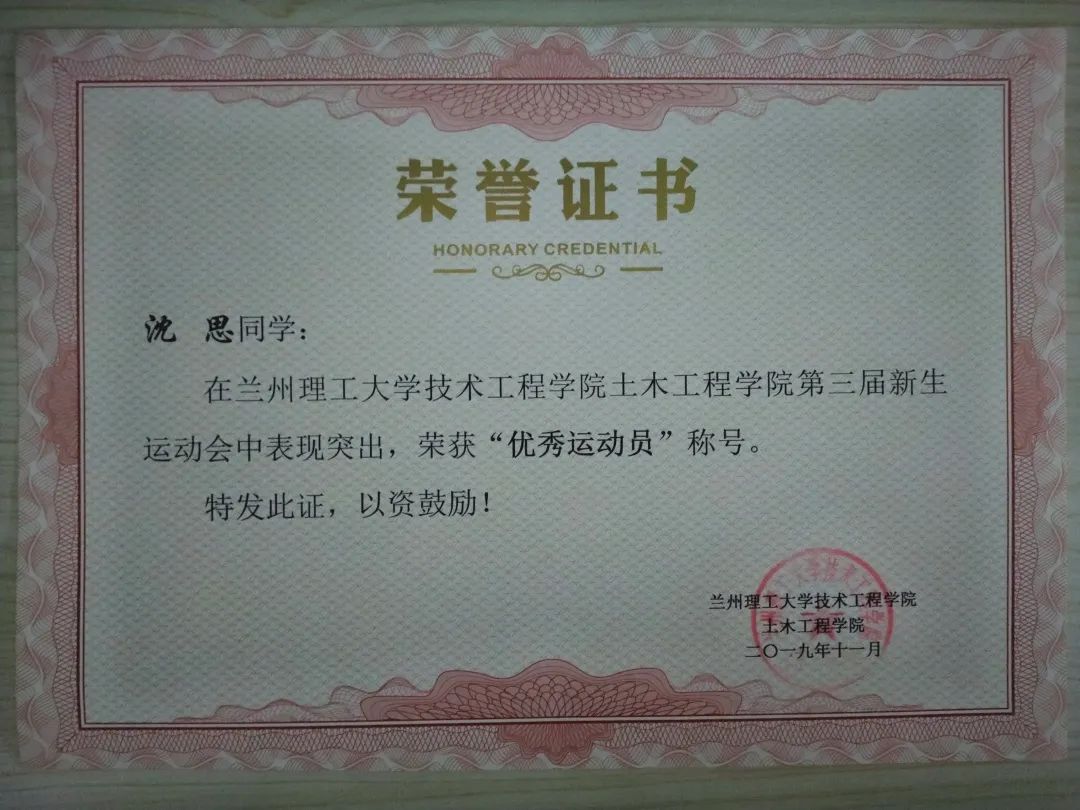 荣誉证书
HONORARY CREDENTIAL
沈 思同学：
在兰州理工大学技术工程学院土木工程学院第三届新生
运动会中表现突出，荣获“优秀运动员”称号。
特发此证，以资鼓励！
兰州理工大学技术工程学院
土木工程学院
二〇一九年十一月